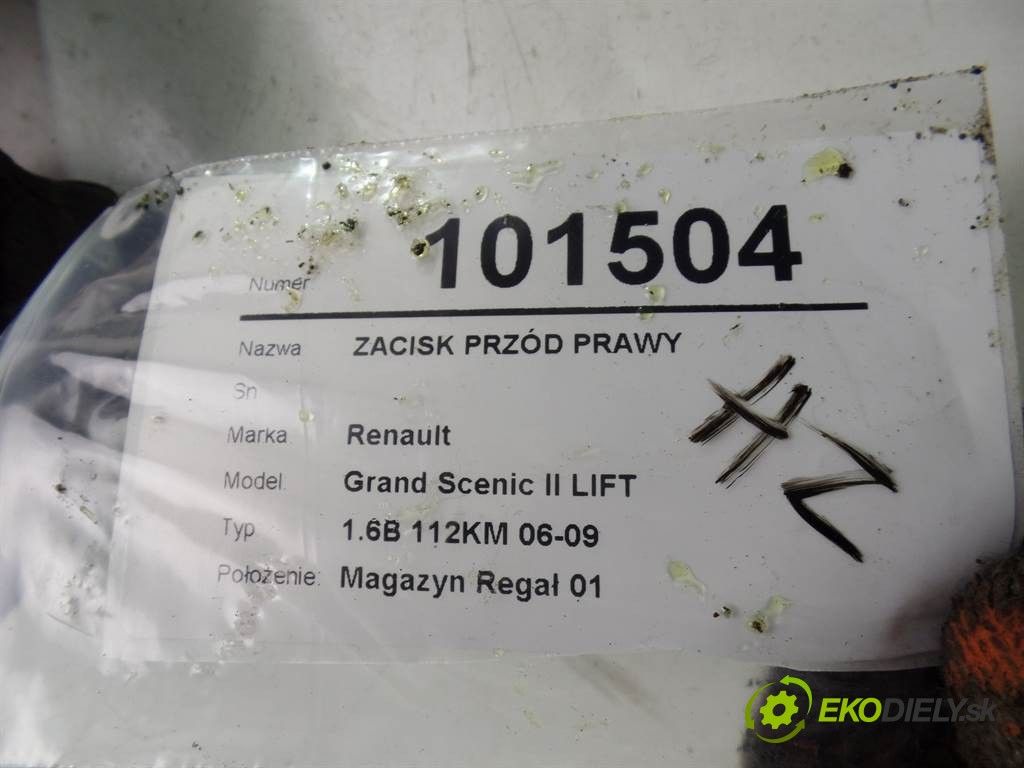 Numer 101504
Nazwa ZACISK PRZÓD PRAWY
Sn
Marka Renault
Model: Grand Scenic II LIFT
Typ 1.6B 112KM 06-09
Położenie: Magazyn Regał 01
EKODIELY.sk